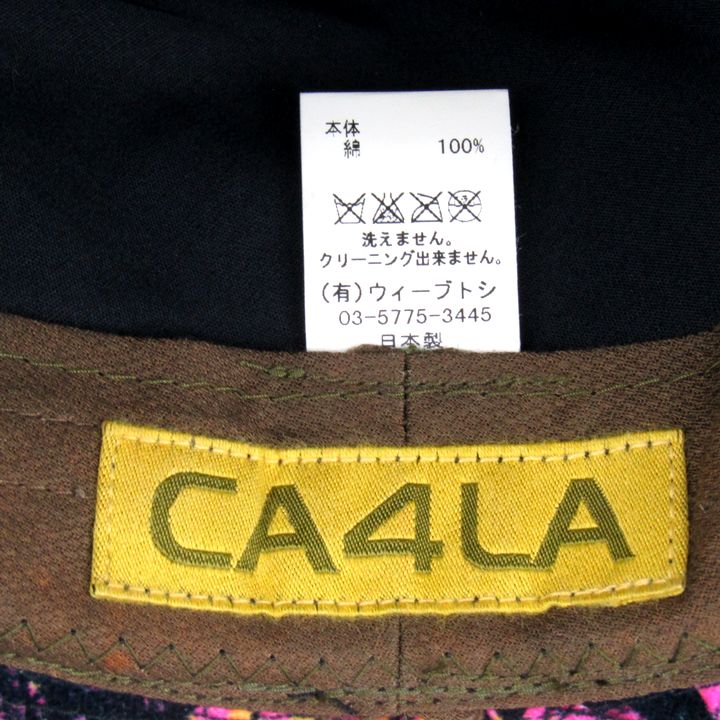 本体
綿 100%
洗えません。
クリーニング出来ません。
(有)ウィーブトシ
03-5775-3445
日本製
CA4LA